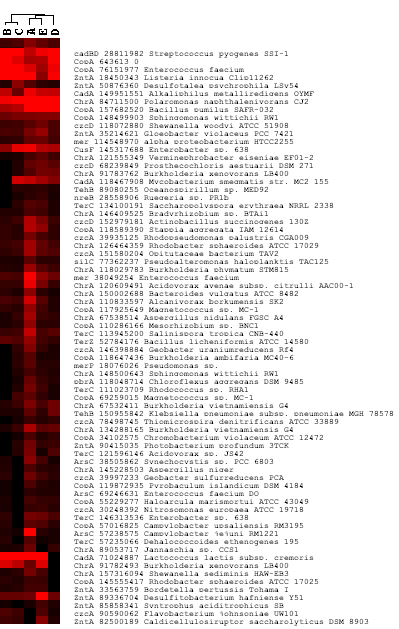 B C A E D
cadBD 28811982 Streptococcus pyogenes SSI-1
CopA 643613 0
CopA 76151977 Enterococcus faecium
ZntA 18450343 Listeria innocua Clip11262
ZntA 50876360 Desulfotalea psychrophila LSv54
CadA 149951551 Alkaliphilus metalliredigens QYMF
ChrA 84711500 Polaromonas naphthalenivorans CJ2
CopA 157682520 Bacillus pumilus SAFR-032
CopA 148499903 Sphingomonas wittichii RW1
czcD 118072880 Shewanella woodyi ATCC 51908
ZntA 35214621 Gloeobacter violaceus PCC 7421
mer 114548970 alpha proteobacterium HTCC2255
CusF 145317688 Enterobacter sp. 638
ChrA 121555349 Verminephrobacter eiseniae EF01-2
czcD 68239849 Prosthecochloris aestuarii DSM 271
ChrA 91783762 Burkholderia xenovorans LB400
CadA 118467908 Mycobacterium smegmatis str. MC2 155
TehB 89080255 Oceanospirillum sp. MED92
nreB 28558906 Ruegeria sp. PR1b
TerC 134100191 Saccharopolyspora erythraea NRRL 2338
ChrA 146409525 Bradyrhizobium sp. BTAi1
czcD 152979181 Actinobacillus succinogenes 130Z
CopA 118589390 Stappia aggregata IAM 12614
czcA 39935125 Rhodopseudomonas palustris CGA009
ChrA 126464359 Rhodobacter sphaeroides ATCC 17029
czcA 151580204 Opitutaceae bacterium TAV2
silC 77362237 Pseudoalteromonas haloplanktis TAC125
ChrA 118029783 Burkholderia phymatum STM815
mer 38049254 Enterococcus faecium
ChrA 120609491 Acidovorax avenae subsp. citrulli AAC00-1
ChrA 150002688 Bacteroides vulgatus ATCC 8482
ChrA 110833597 Alcanivorax borkumensis SK2
CopA 117925649 Magnetococcus sp. MC-1
ChrA 67538514 Aspergillus nidulans FGSC A4
CopA 110286166 Mesorhizobium sp. BNC1
TerC 113945200 Salinispora tropica CNB-440
TerZ 52784176 Bacillus licheniformis ATCC 14580
czcA 146398884 Geobacter uraniumreducens Rf4
CopA 118647436 Burkholderia ambifaria MC40-6
merP 18076026 Pseudomonas sp.
ChrA 148500643 Sphingomonas wittichii RW1
pbrA 118048714 Chloroflexus aggregans DSM 9485
TerC 111023709 Rhodococcus sp. RHA1
CopA 69259015 Magnetococcus sp. MC-1
ChrA 67532411 Burkholderia vietnamiensis G4
TehB 150955842 Klebsiella pneumoniae subsp. pneumoniae MGH 78578
czcA 78498745 Thiomicrospira denitrificans ATCC 33889
ChrA 134288165 Burkholderia vietnamiensis G4
CopA 34102575 Chromobacterium violaceum ATCC 12472
ZntA 90415035 Photobacterium profundum 3TCK
TerC 121596146 Acidovorax sp. JS42
ArsC 38505862 Synechocystis sp. PCC 6803
ChrA 145228503 Aspergillus niger
czcA 39997233 Geobacter sulfurreducens PCA
CopA 119872935 Pyrobaculum islandicum DSM 4184
ArsC 69246631 Enterococcus faecium DO
CopA 55229277 Haloarcula marismortui ATCC 43049
czcA 30248392 Nitrosomonas europaea ATCC 19718
TerC 146313536 Enterobacter sp. 638
CopA 57016825 Campylobacter upsaliensis RM3195
ArsC 57238575 Campylobacter jejuni RM1221
TerC 57235066 Dehalococcoides ethenogenes 195
ChrA 89053717 Jannaschia sp. CCS1
CadA 71024887 Lactococcus lactis subsp. cremoris
ChrA 91782493 Burkholderia xenovorans LB400
ChrA 157316094 Shewanella sediminis HAW-EB3
CopA 145555417 Rhodobacter sphaeroides ATCC 17025
ZntA 33563759 Bordetella pertussis Tohama I
ZntA 89336704 Desulfitobacterium hafniense Y51
ZntA 85858341 Syntrophus aciditrophicus SB
czcA 90590062 Flavobacterium johnsoniae UW101
ZntA 82500189 Caldicellulosiruptor saccharolyticus DSM 8903